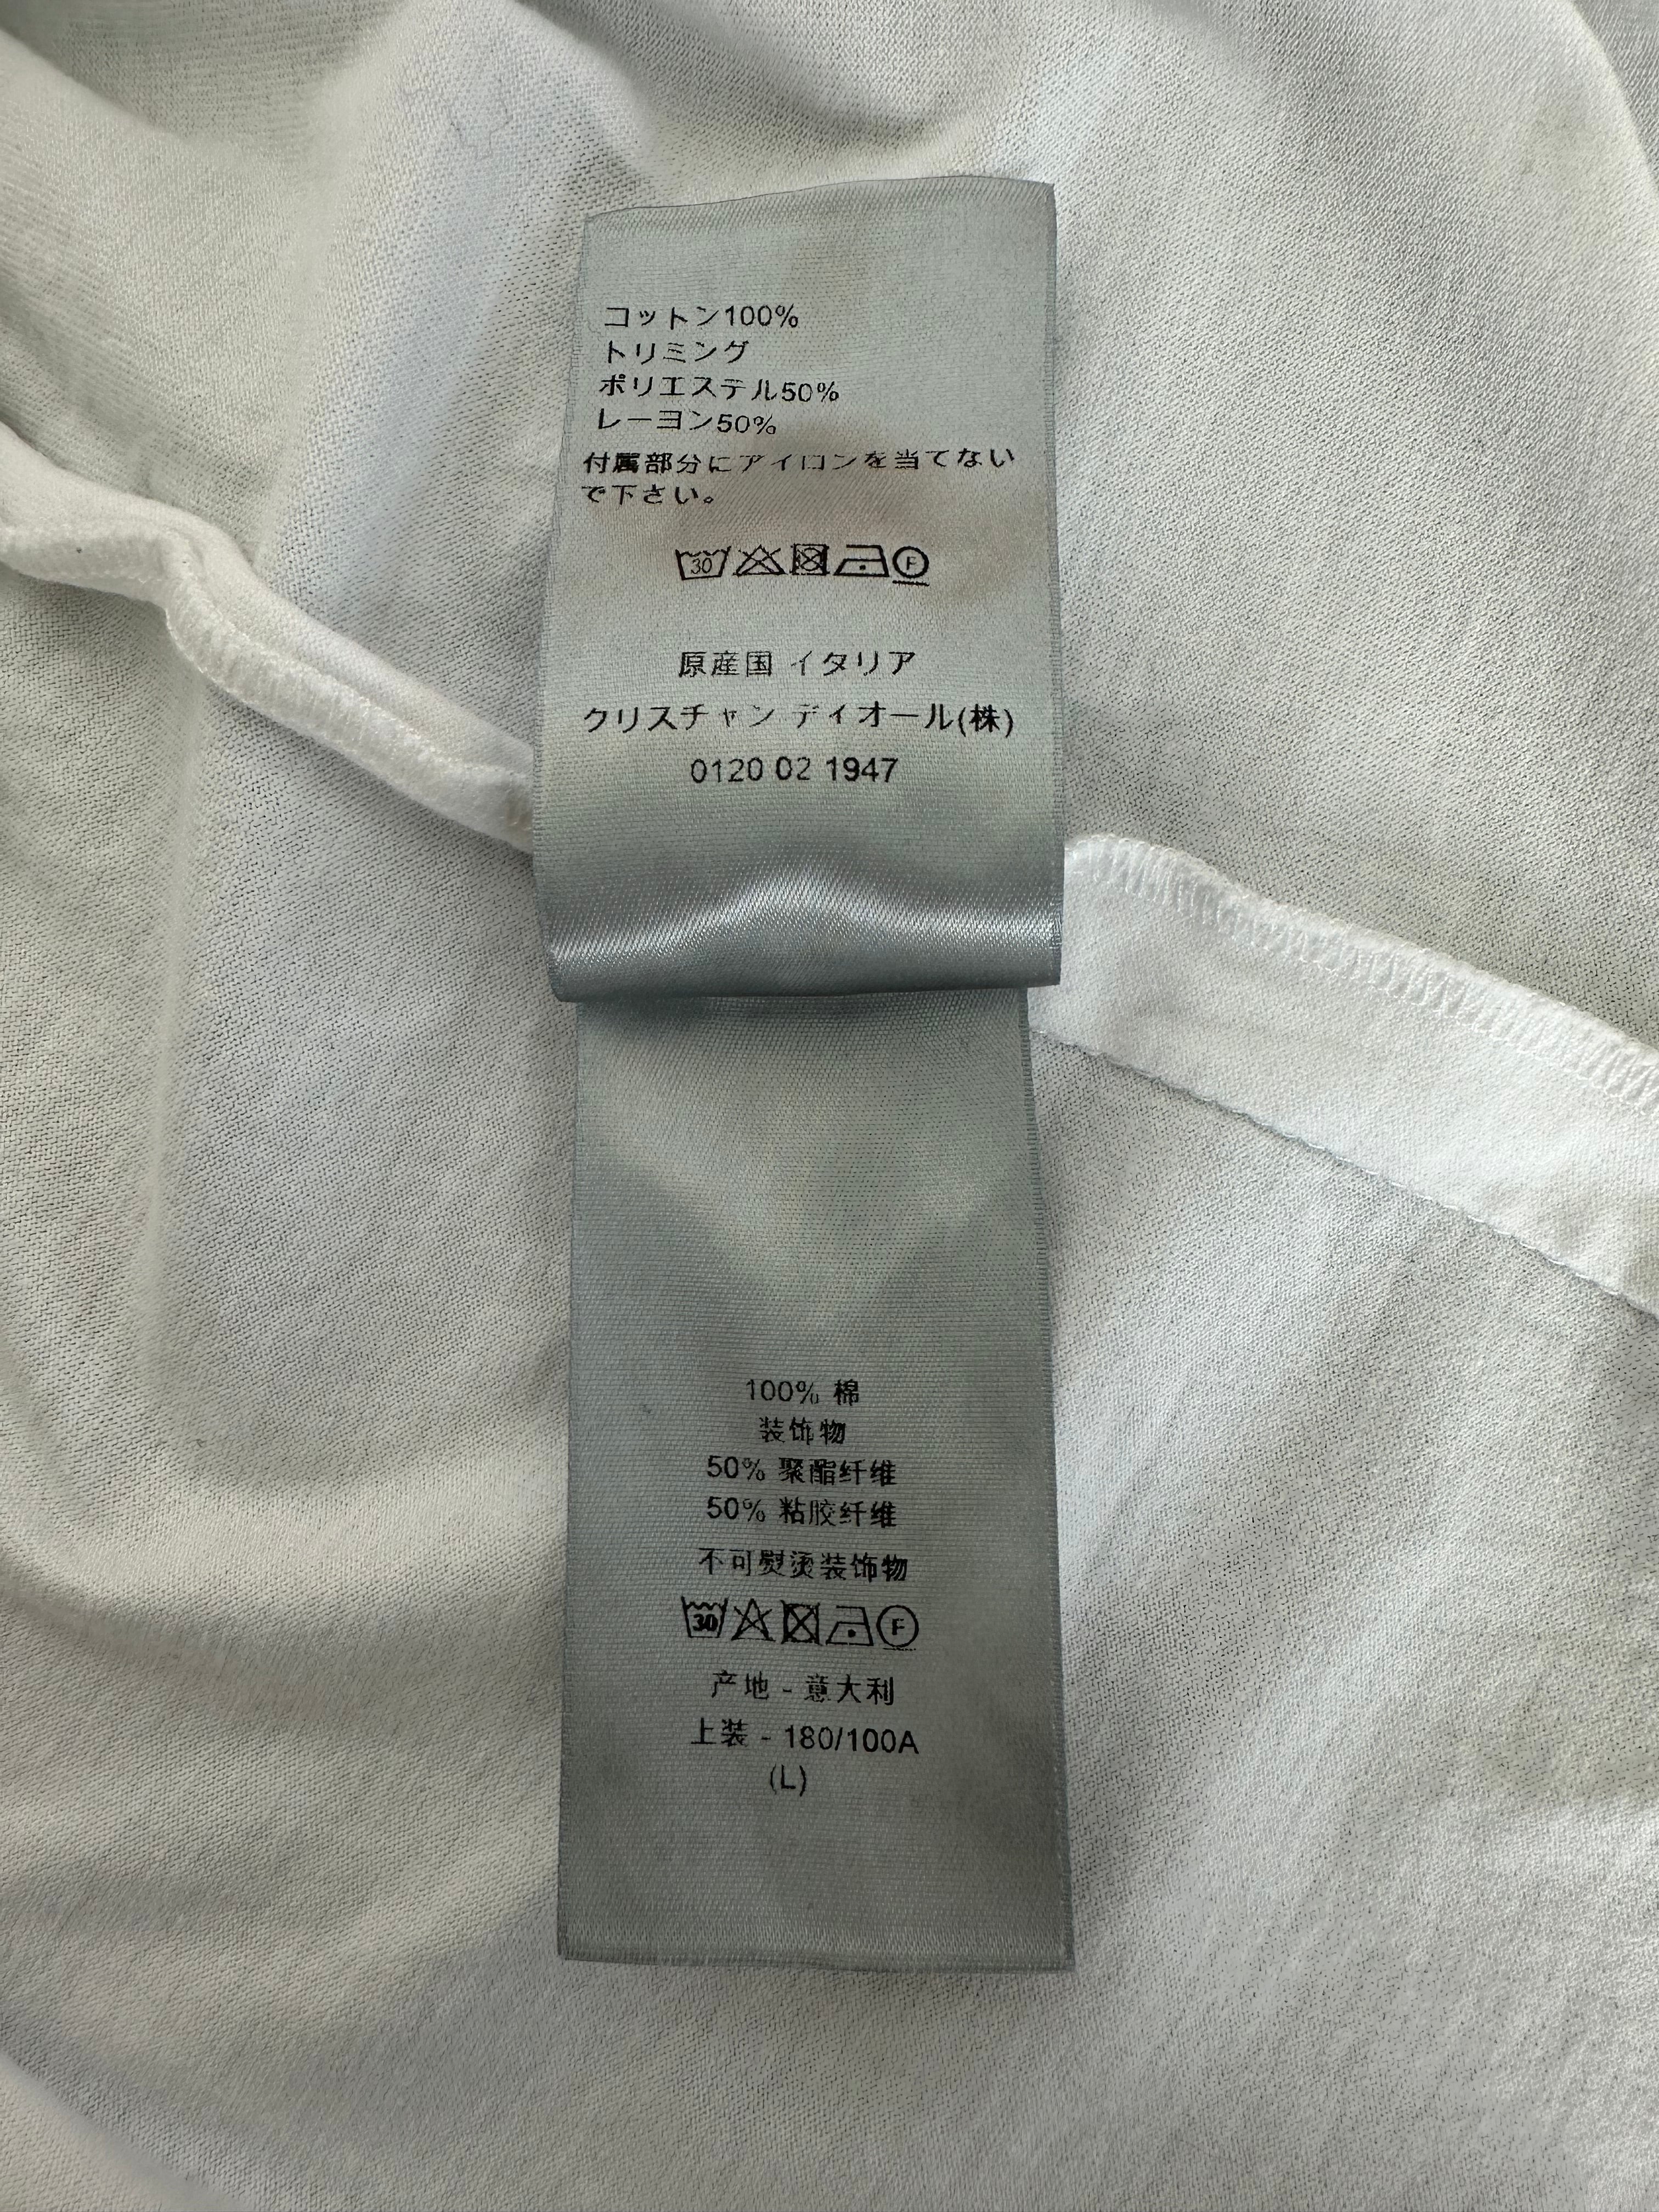 コットン100%
トリミング
ポリエステル50%
レーヨン50%
付属部分にアイロンを当てない
で下さい。
30 F
原産国 イタリア
クリスチャン ディオール(株)
0120 02 1947
100% 棉
装饰物
50% 聚酯纤维
50% 粘胶纤维
不可熨烫装饰物
30 F
产地 - 意大利
上装 - 180/100A
(L)